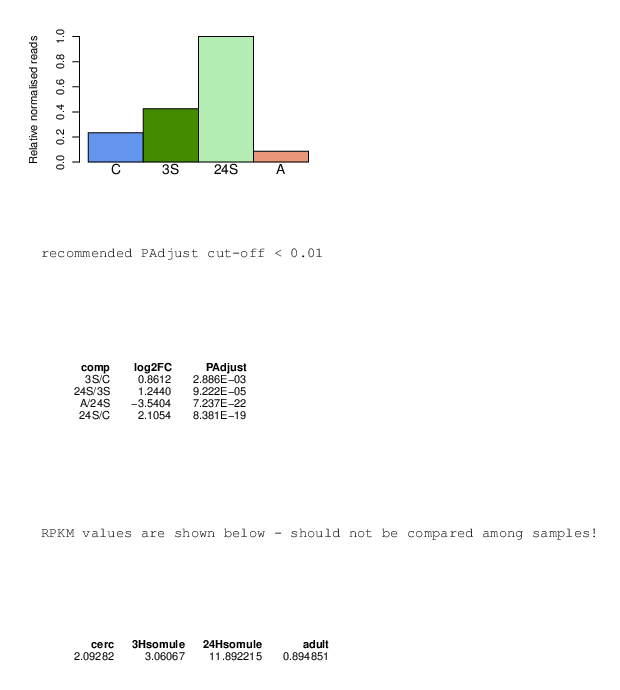 Relative normalised reads
1.0
0.8
0.6
0.4
0.2
0.0
C 3S 24S A
recommended PAdjust cut-off < 0.01
comp log2FC PAdjust
3S/C 0.8612 2.886E−03
24S/3S 1.2440 9.222E−05
A/24S −3.5404 7.237E−22
24S/C 2.1054 8.381E−19
RPKM values are shown below - should not be compared among samples!
cerc 3Hsomule 24Hsomule adult
2.09282 3.06067 11.892215 0.894851